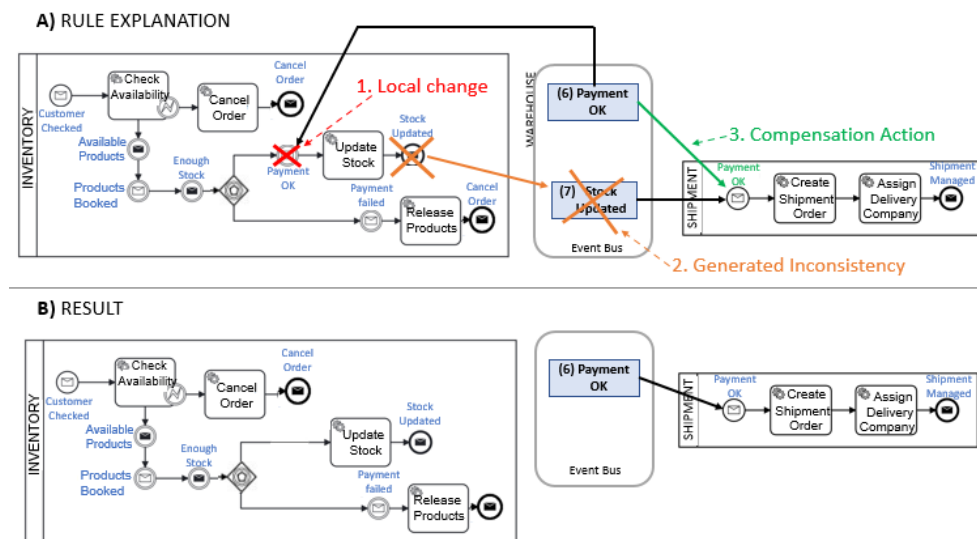 A) RULE EXPLANATION
INVENTORY
Customer
Checked
Check
Availability
Cancel
Order
Cancel
Order
1. Local change
Available
Products
Products
Booked
Enough
Stock
Payment
OK
Update
Stock
Stock
Updated
Payment
failed
Release
Products
Cancel
Order
WAREHOUSE
(6) Payment
OK
(7) Stock
Updated
Event Bus
2. Generated Inconsistency
3. Compensation Action
SHIPMENT
Payment
OK
Create
Shipment
Order
Assign
Delivery
Company
Shipment
Managed
B) RESULT
INVENTORY
Customer
Checked
Check
Availability
Cancel
Order
Cancel
Order
Available
Products
Products
Booked
Enough
Stock
Update
Stock
Stock
Updated
Payment
failed
Release
Products
(6) Payment
OK
Event Bus
SHIPMENT
Payment
OK
Create
Shipment
Order
Assign
Delivery
Company
Shipment
Managed